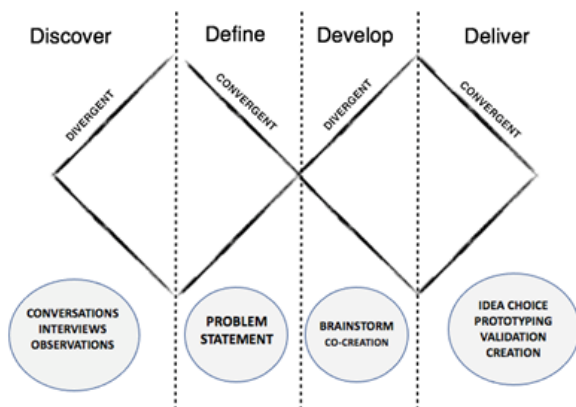 Discover
Define
Develop
Deliver
DIVERGENT
CONVERGENT
DIVERGENT
CONVERGENT
CONVERSATIONS
INTERVIEWS
OBSERVATIONS
PROBLEM
STATEMENT
BRAINSTORM
CO-CREATION
IDEA CHOICE
PROTOTYPING
VALIDATION
CREATION